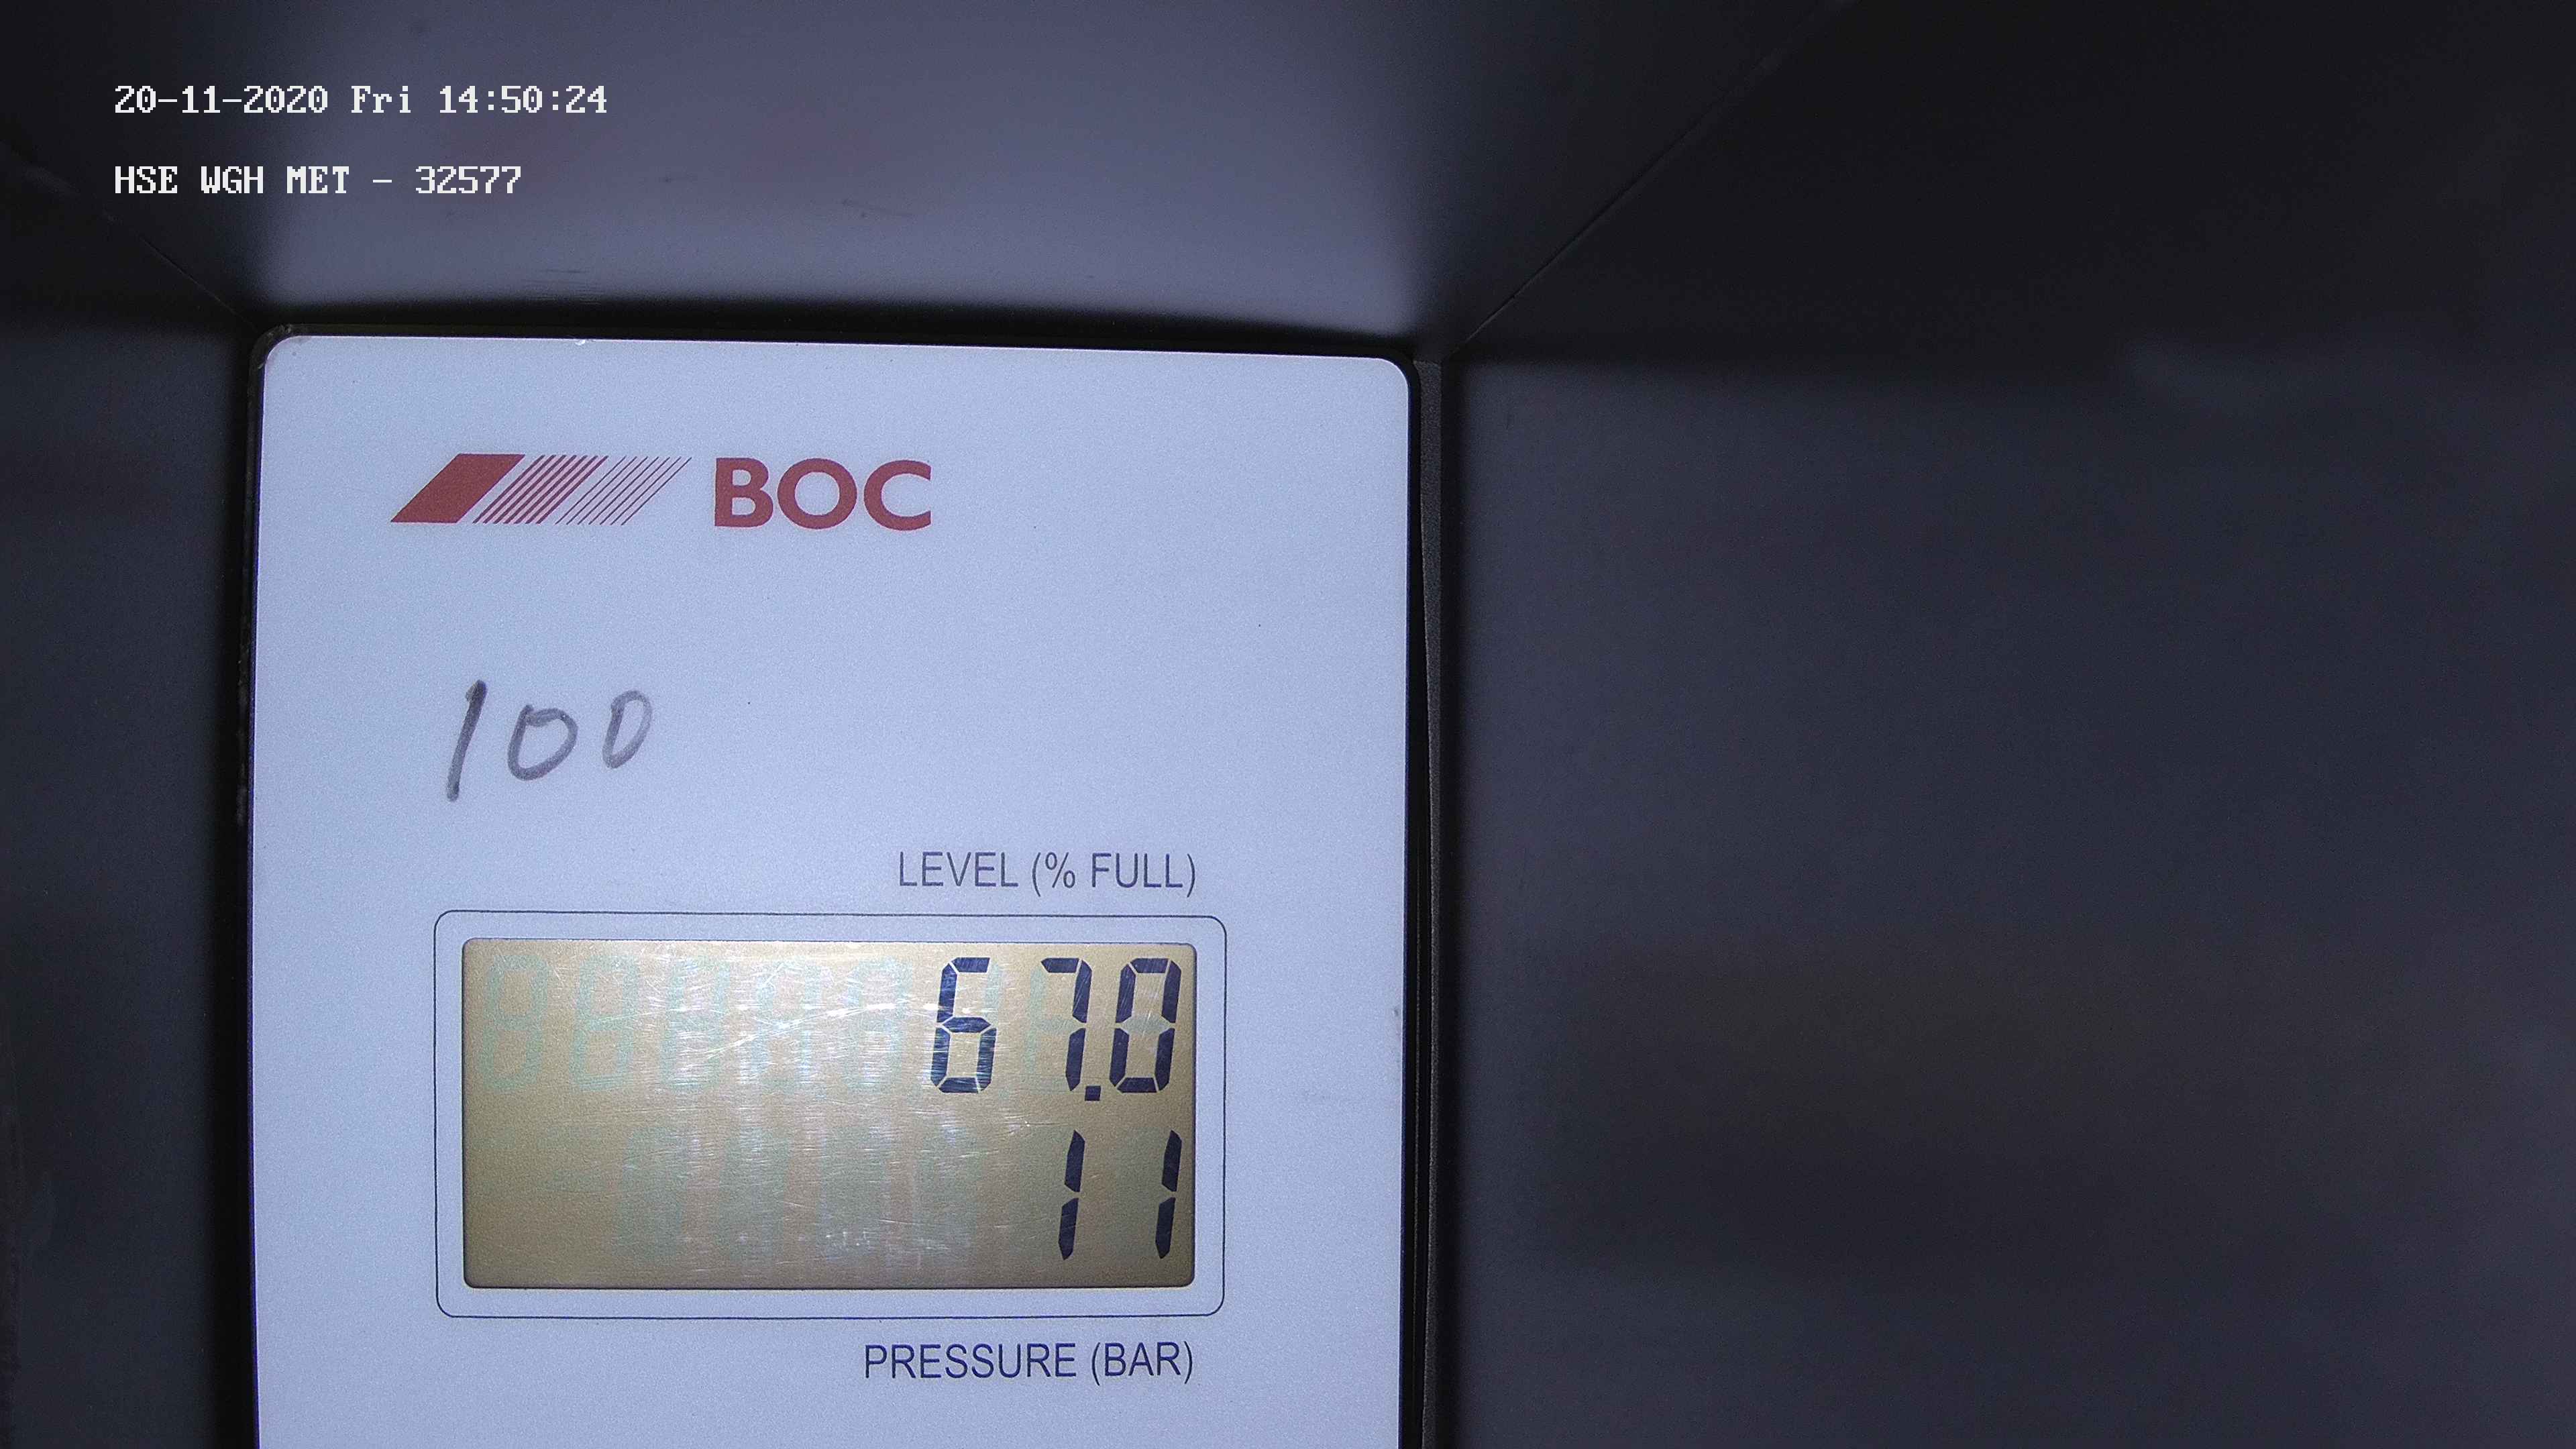 20-11-2020 Fri 14:50:24
HSE WGH MET - 32577
BOC
100
LEVEL (% FULL)
67.0
11
PRESSURE (BAR)